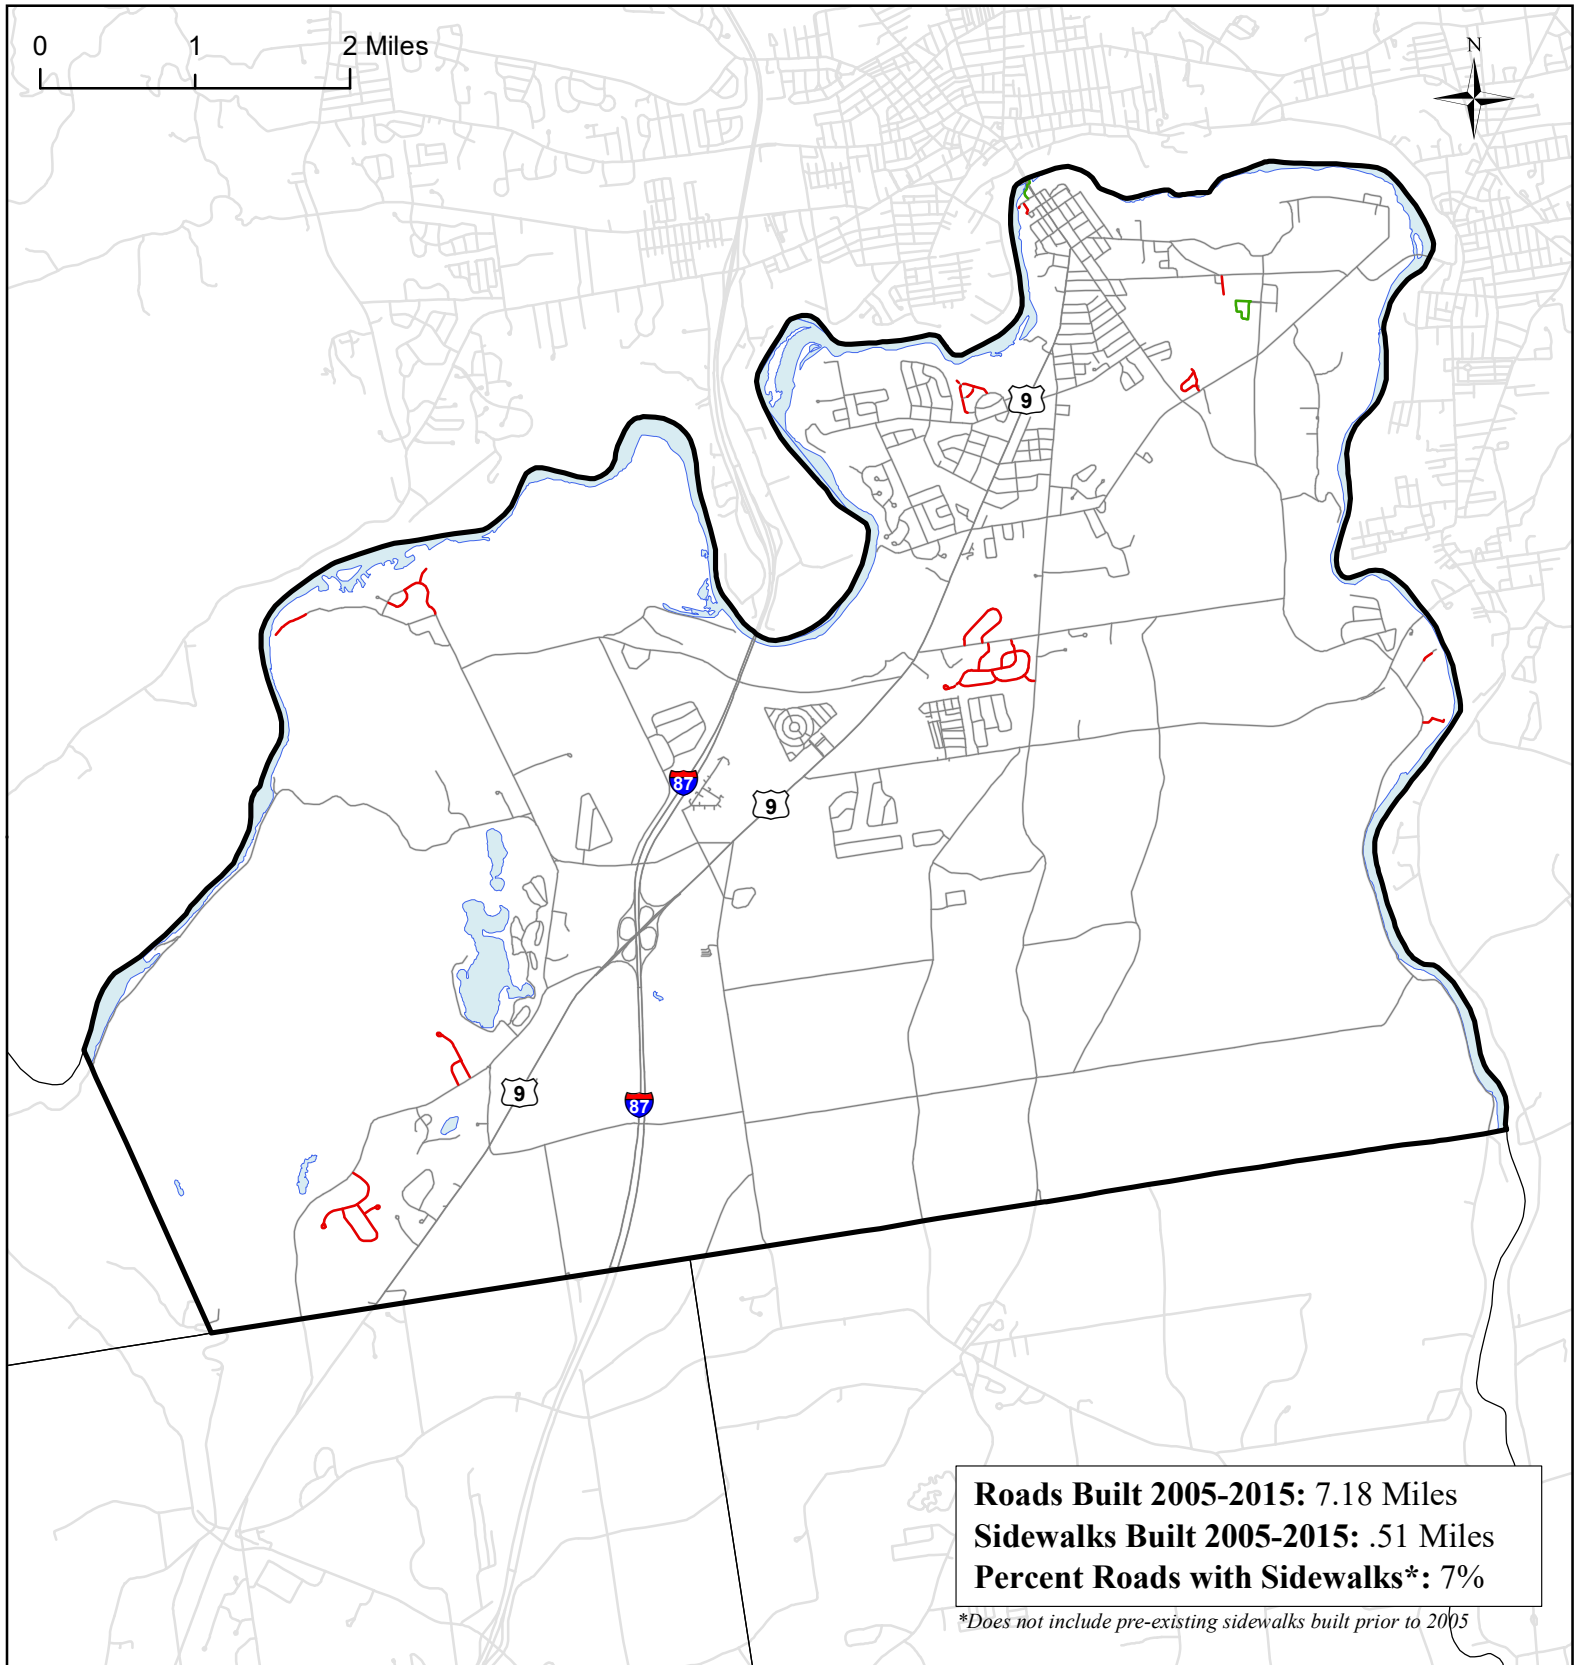 0 1 2 Miles
N
9
87
9
9
87
Roads Built 2005-2015: 7.18 Miles
Sidewalks Built 2005-2015: .51 Miles
Percent Roads with Sidewalks*: 7%
*Does not include pre-existing sidewalks built prior to 2005